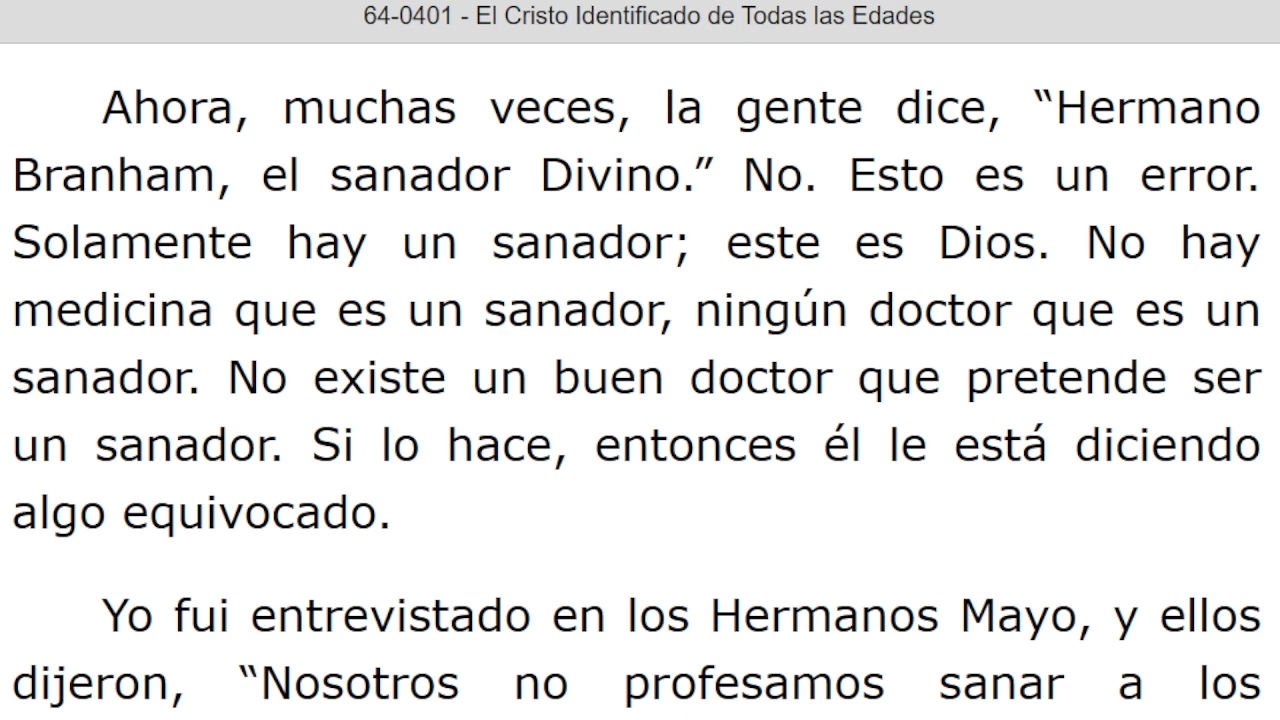 64-0401 - El Cristo Identificado de Todas las Edades
Ahora, muchas veces, la gente dice, “Hermano
Branham, el sanador Divino.” No. Esto es un error.
Solamente hay un sanador; este es Dios. No hay
medicina que es un sanador, ningún doctor que es un
sanador. No existe un buen doctor que pretende ser
un sanador. Si lo hace, entonces él le está diciendo
algo equivocado.
Yo fui entrevistado en los Hermanos Mayo, y ellos
dijeron, “Nosotros no profesamos sanar a los